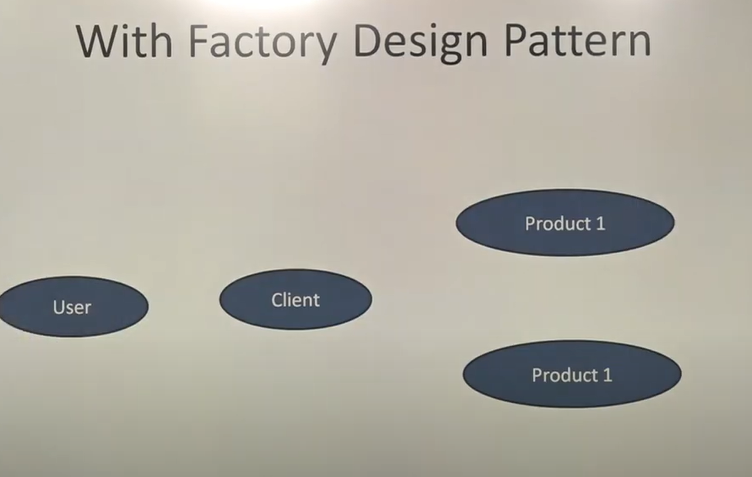 With Factory Design Pattern
Product 1
User
Client
Product 1